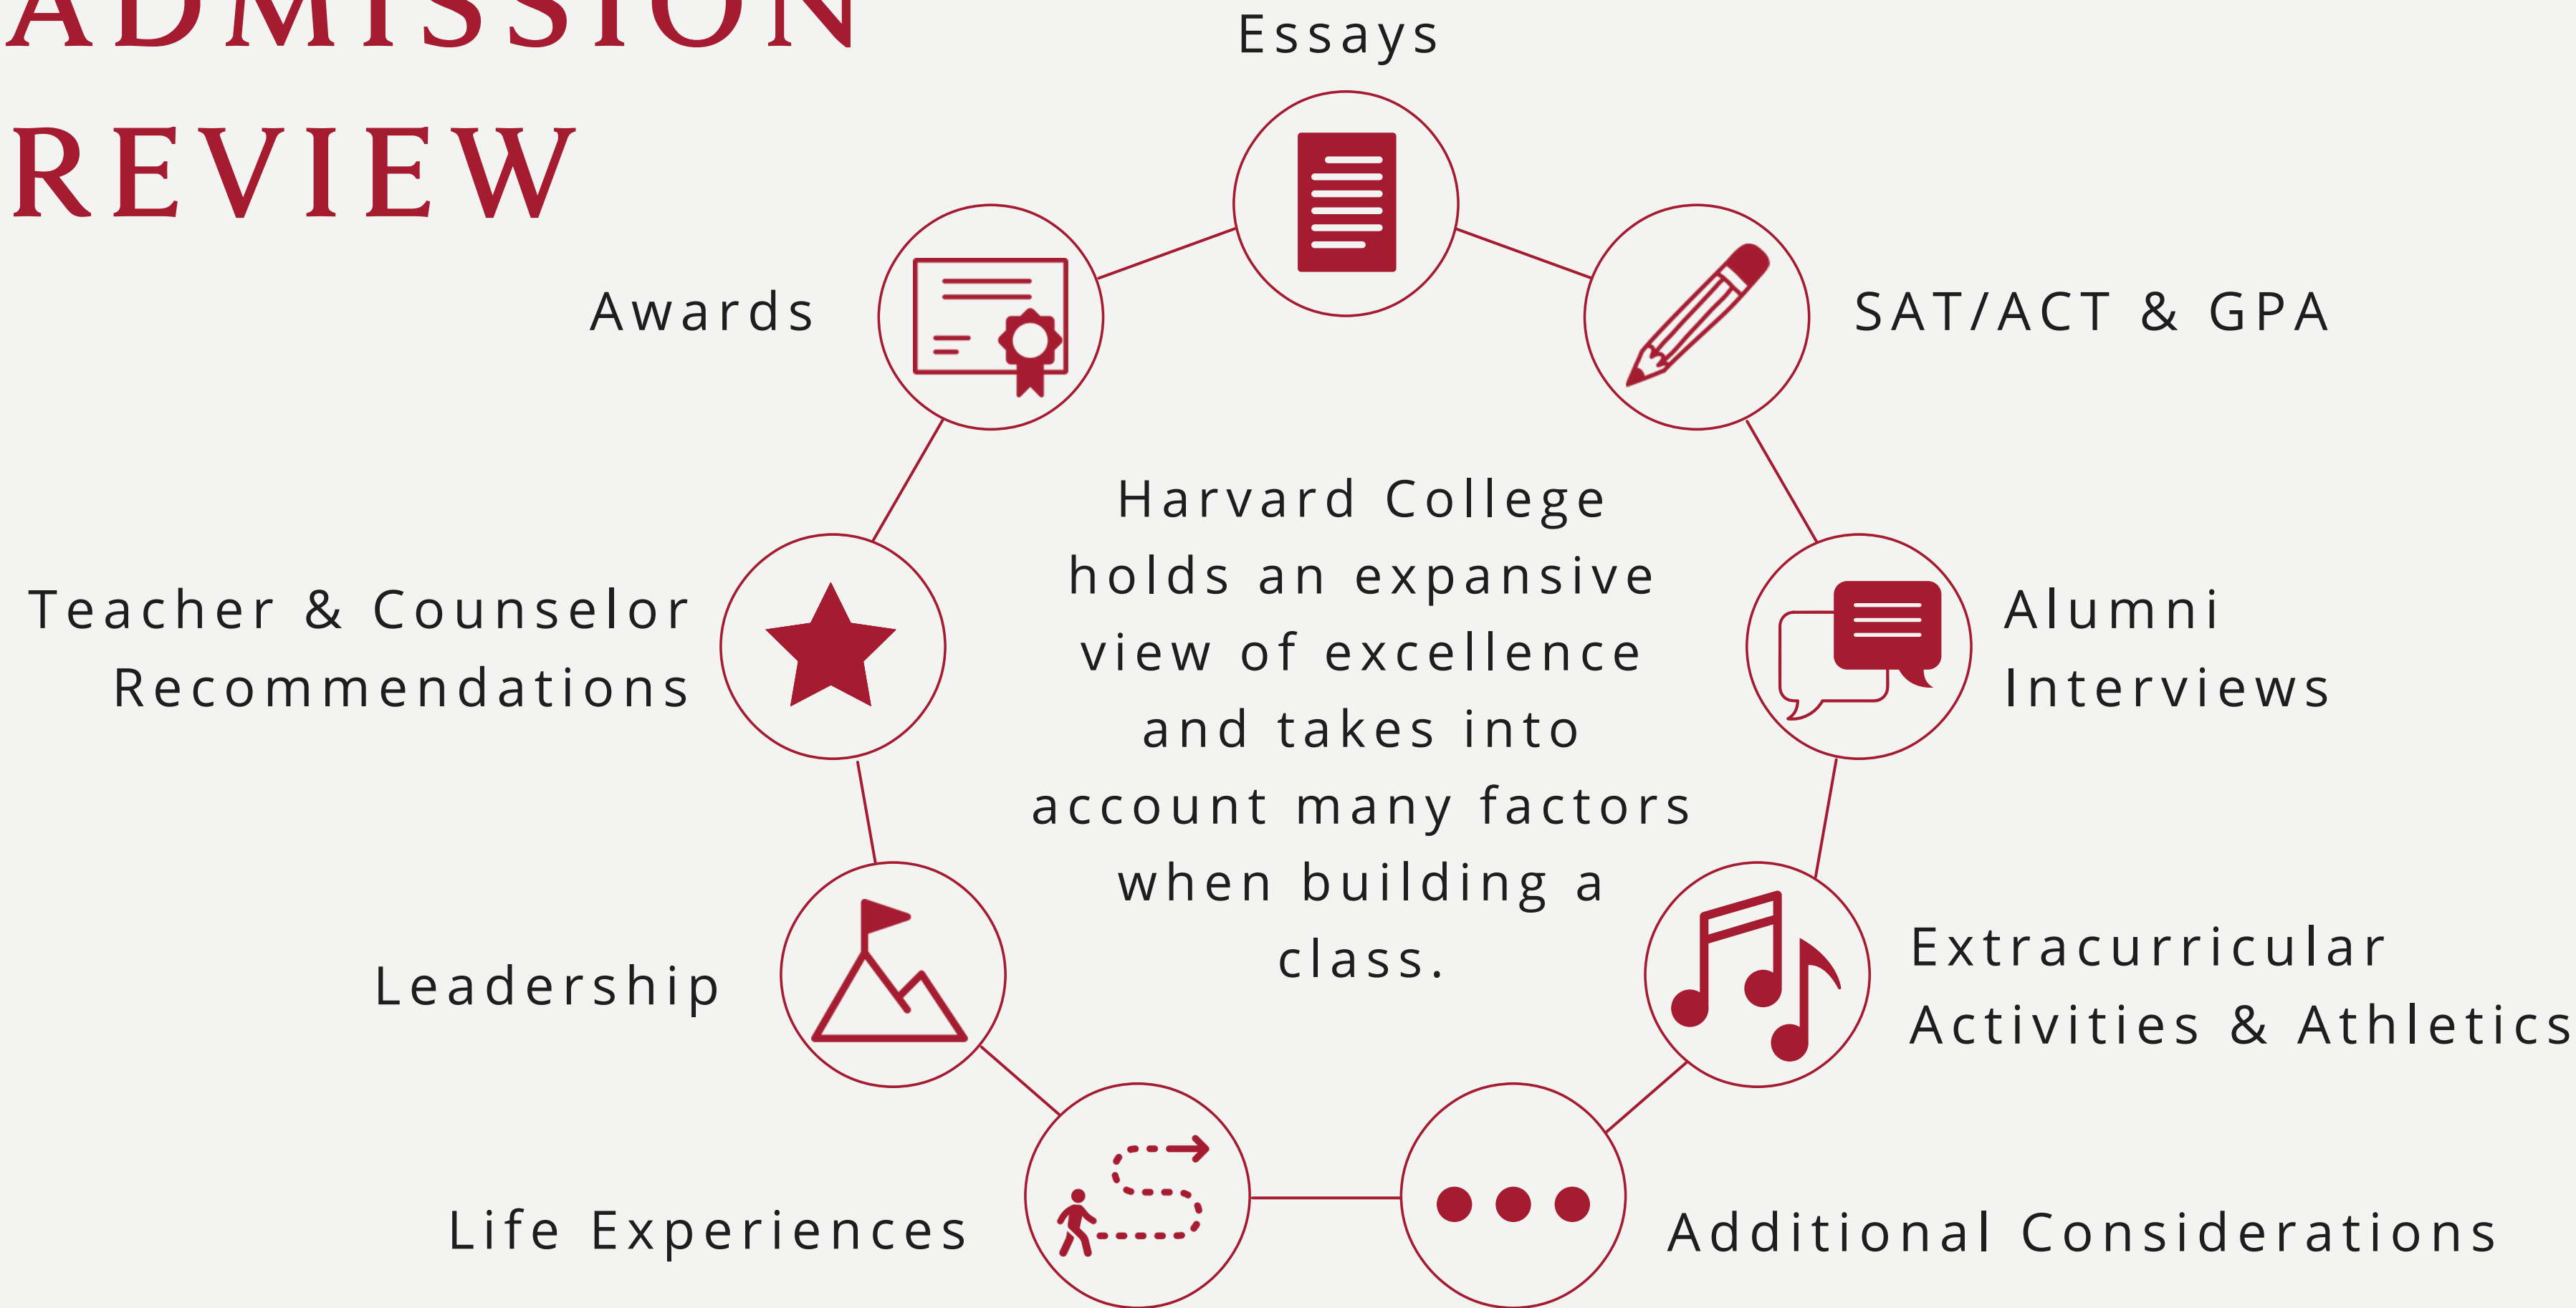 ADMISSION
REVIEW
Essays
Awards
SAT/ACT & GPA
Teacher & Counselor
Recommendations
Alumni
Interviews
Harvard College
holds an expansive
view of excellence
and takes into
account many factors
when building a
class.
Leadership
Extracurricular
Activities & Athletics
Life Experiences
Additional Considerations